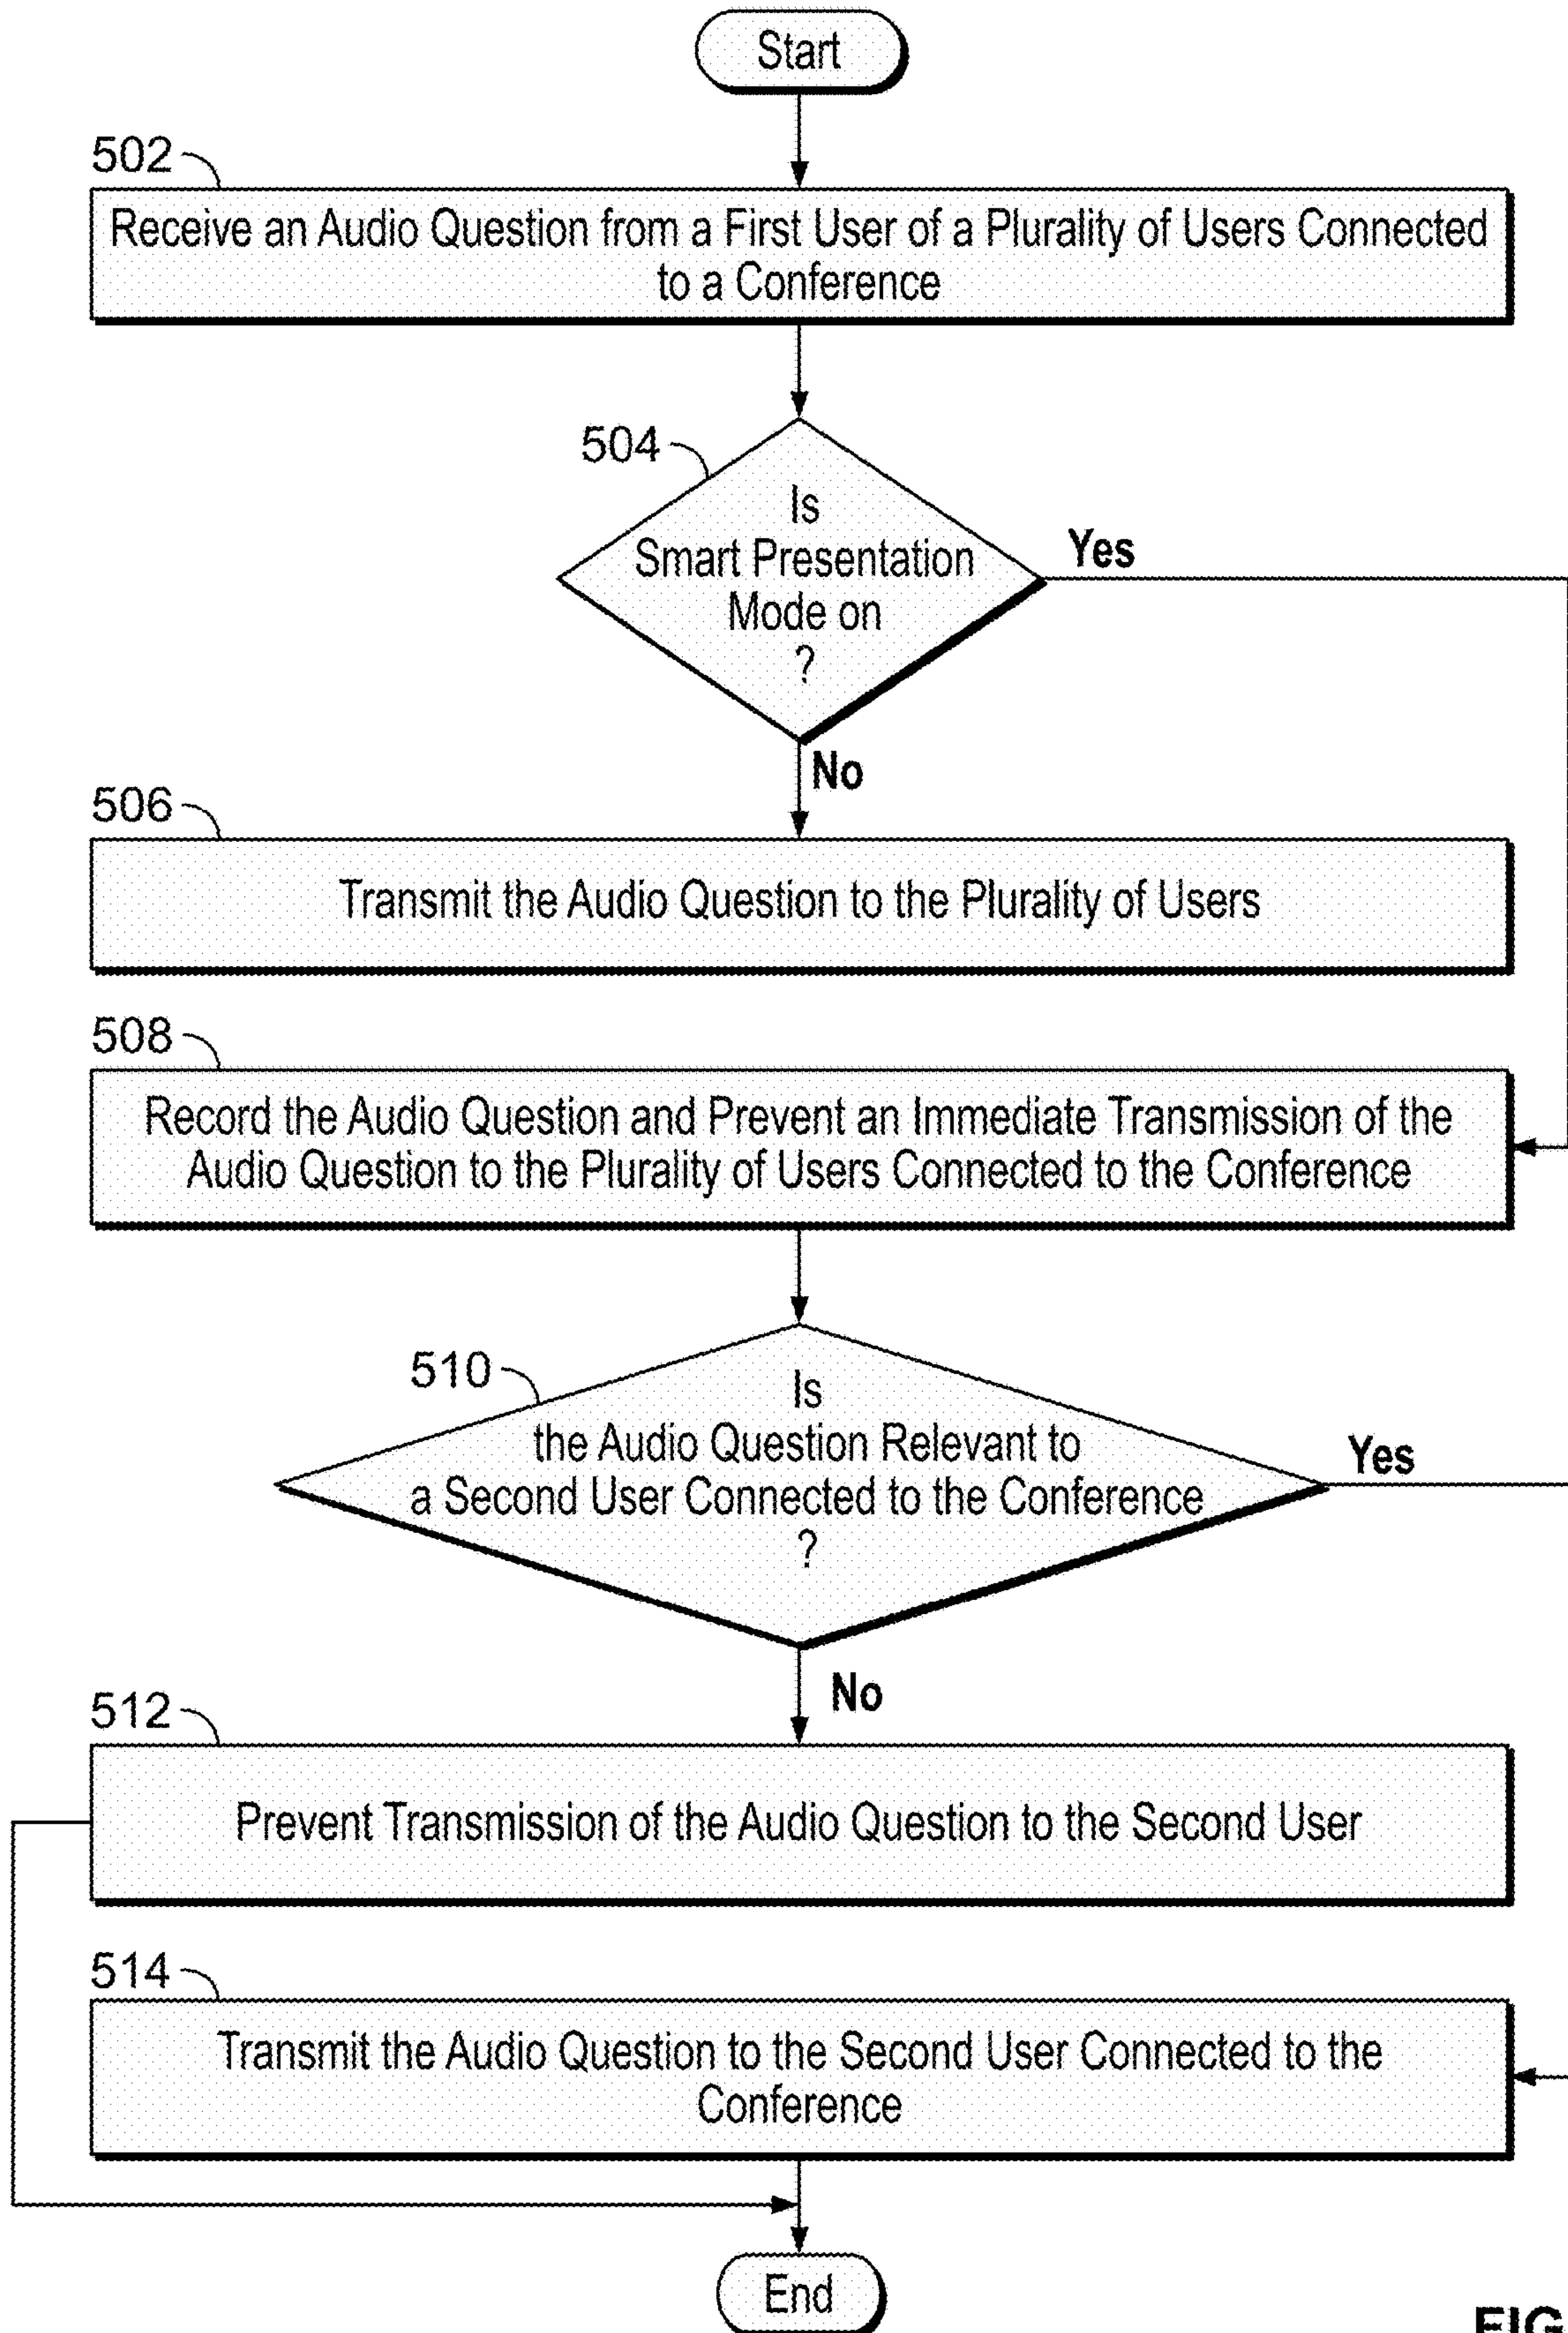 Start
502
Receive an Audio Question from a First User of a Plurality of Users Connected
to a Conference
504
Is
Smart Presentation
Mode on
?
Yes
No
506
Transmit the Audio Question to the Plurality of Users
508
Record the Audio Question and Prevent an Immediate Transmission of the
Audio Question to the Plurality of Users Connected to the Conference
510
Is
the Audio Question Relevant to
a Second User Connected to the Conference
?
Yes
No
512
Prevent Transmission of the Audio Question to the Second User
514
Transmit the Audio Question to the Second User Connected to the
Conference
End
FIG